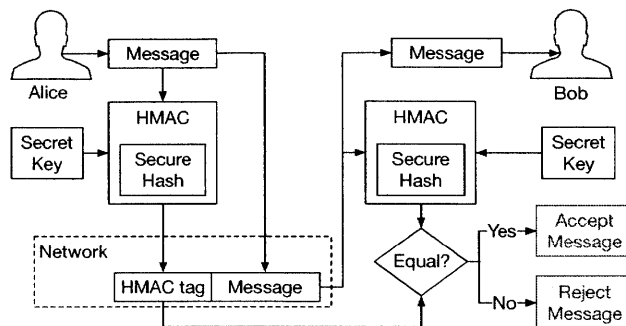 Message
Message
Alice
Bob
HMAC
HMAC
Secret
Key
Secure
Hash
Secure
Hash
Secret
Key
Network
HMAC tag
Message
Equal?
Yes
Accept
Message
No
Reject
Message